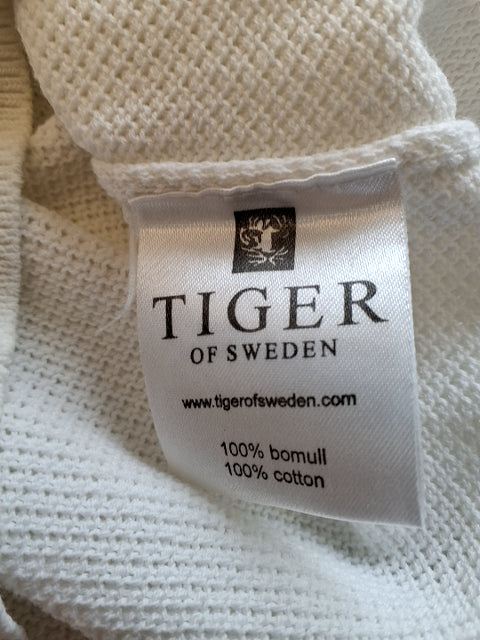 TIGER
OF SWEDEN
www.tigerofsweden.com
100% bomull
100% cotton